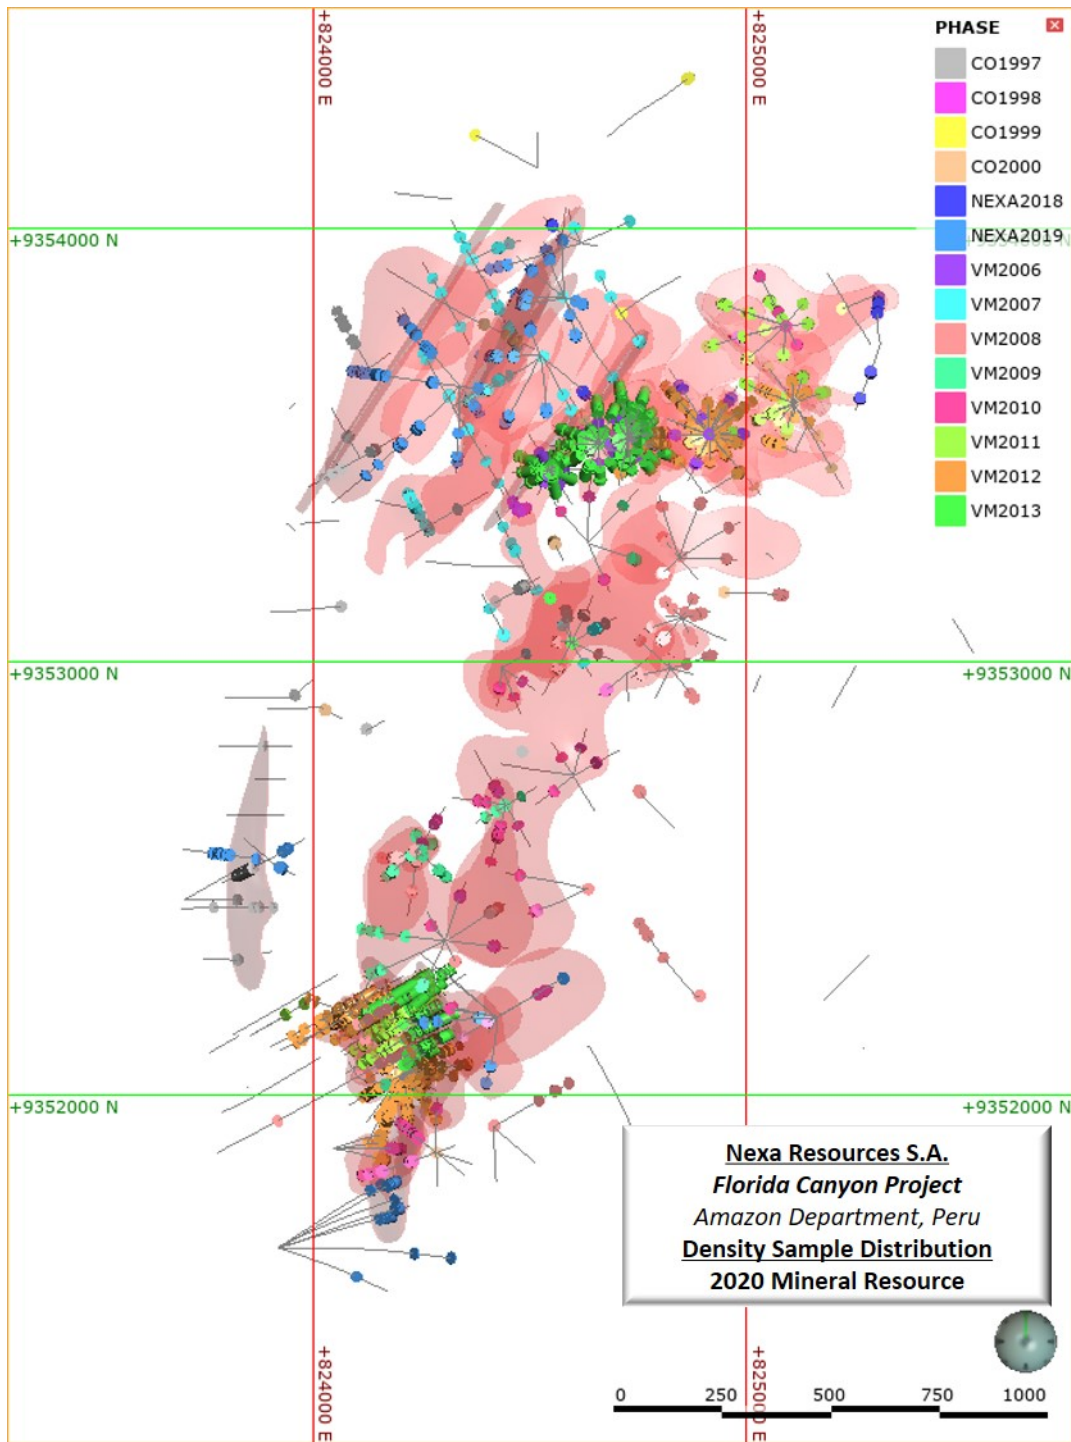 +824000 E
+825000 E
PHASE
CO1997
CO1998
CO1999
CO2000
NEXA2018
NEXA2019
VM2006
VM2007
VM2008
VM2009
VM2010
VM2011
VM2012
VM2013
+9354000 N
+9354000 N
+9353000 N
+9353000 N
+9352000 N
+9352000 N
Nexa Resources S.A.
Florida Canyon Project
Amazon Department, Peru
Density Sample Distribution
2020 Mineral Resource
+824000 E
+825000 E
0 250 500 750 1000